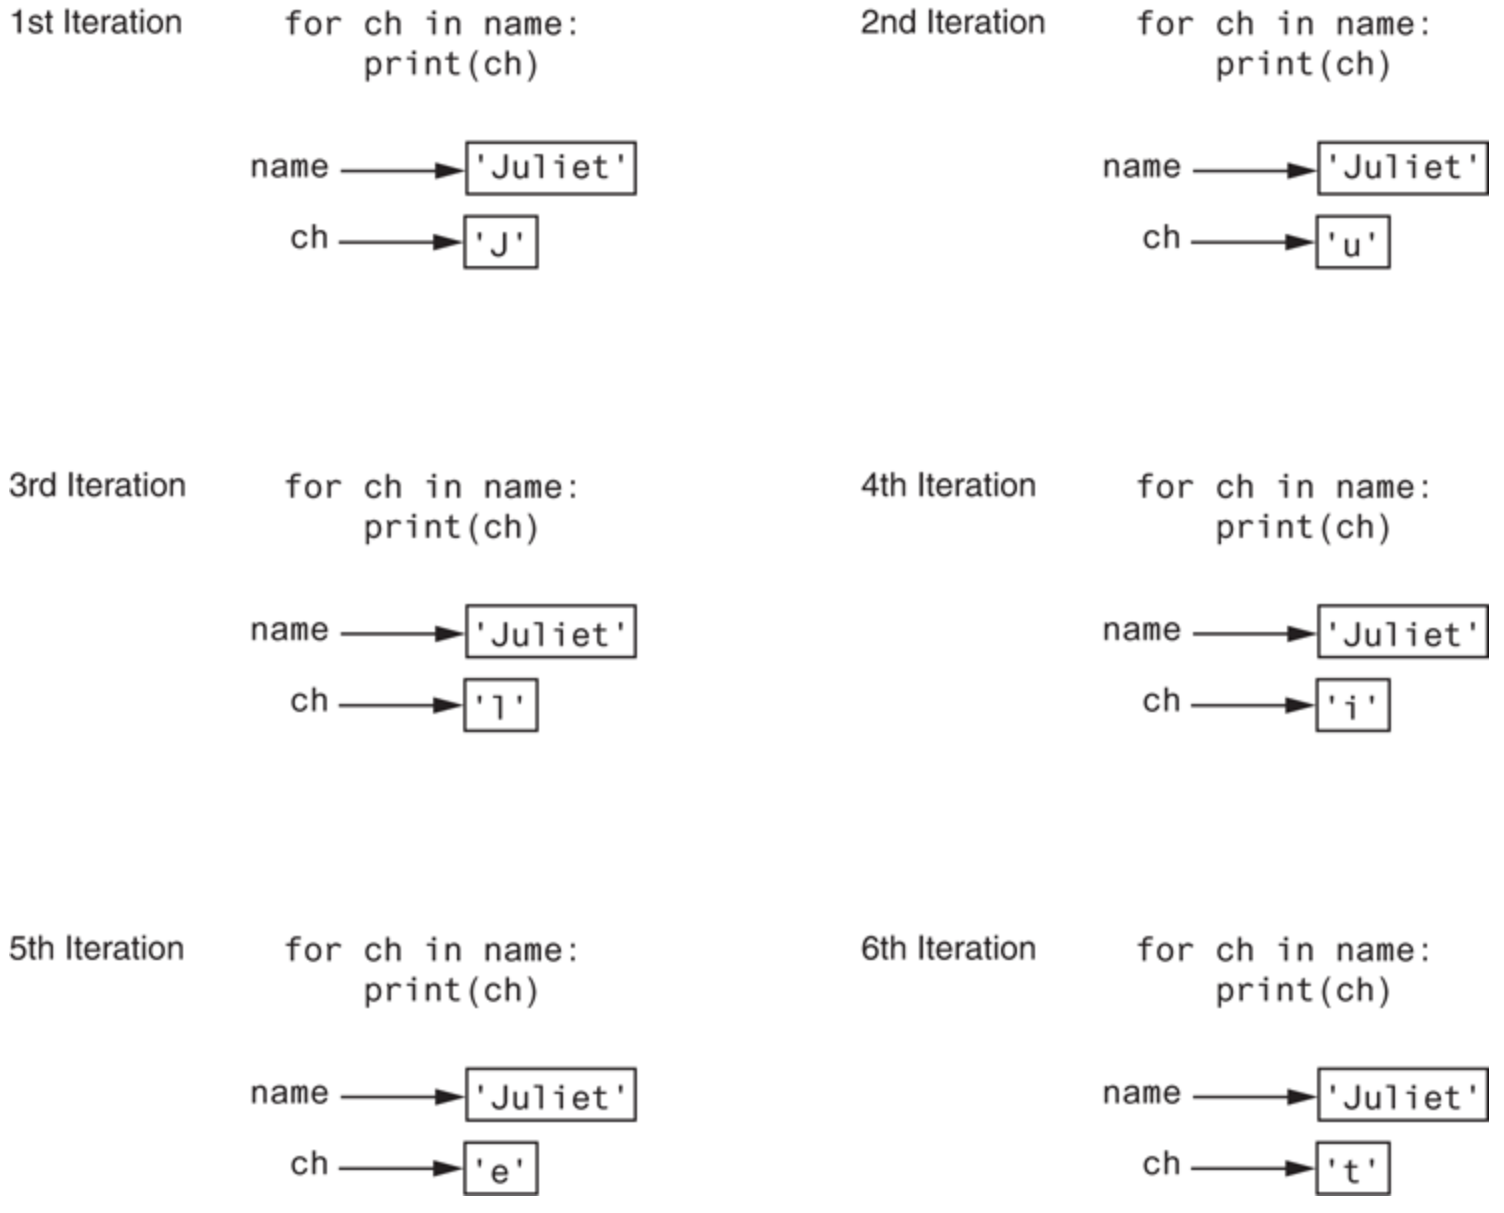 1st Iteration
for ch in name:
    print(ch)
name 'Juliet'
ch 'J'
2nd Iteration
for ch in name:
    print(ch)
name 'Juliet'
ch 'u'
3rd Iteration
for ch in name:
    print(ch)
name 'Juliet'
ch 'l'
4th Iteration
for ch in name:
    print(ch)
name 'Juliet'
ch 'i'
5th Iteration
for ch in name:
    print(ch)
name 'Juliet'
ch 'e'
6th Iteration
for ch in name:
    print(ch)
name 'Juliet'
ch 't'